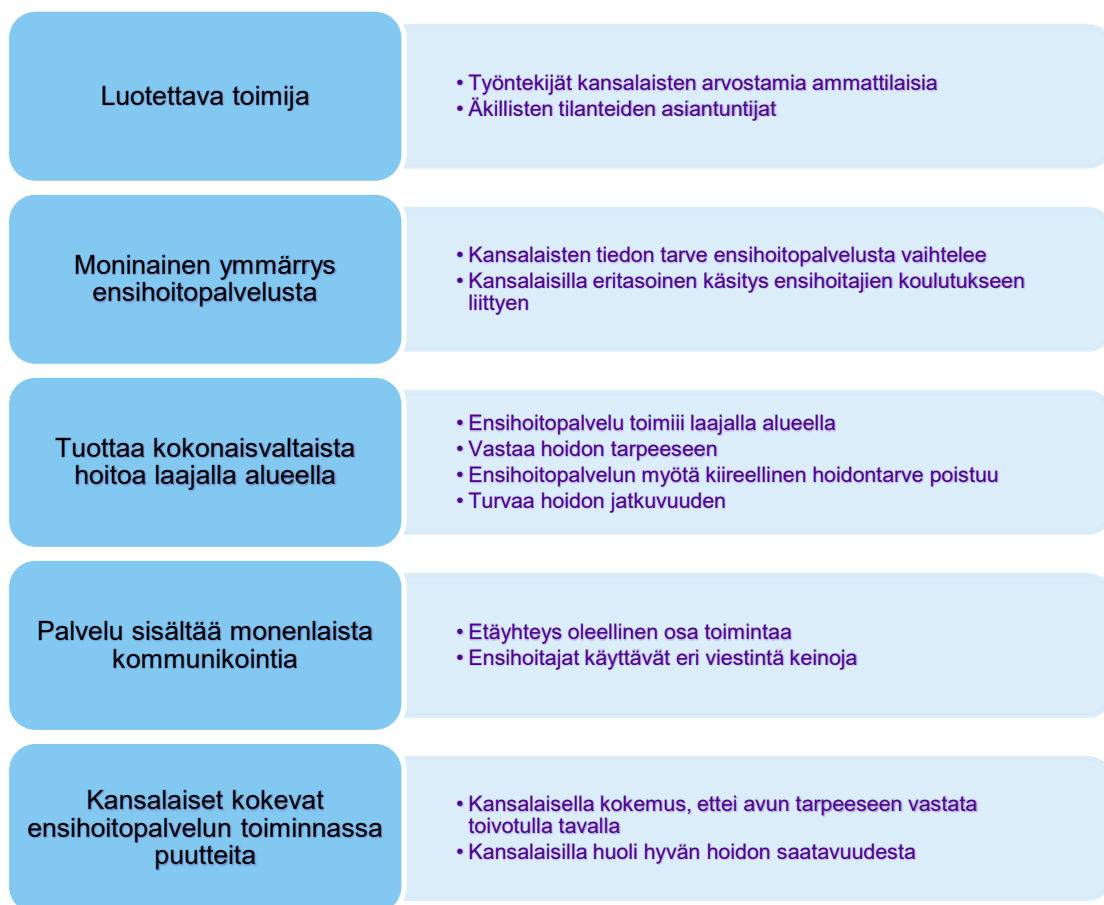 Luotettava toimija
• Työntekijät kansalaisten arvostamia ammattilaisia
• Äkillisten tilanteiden asiantuntijat
Moninainen ymmärrys
ensihoitopalvelusta
• Kansalaisten tiedon tarve ensihoitopalvelusta vaihtelee
• Kansalaisilla eritasoinen käsitys ensihoitajien koulutukseen
liittyen
Tuottaa kokonaisvaltaista
hoitoa laajalla alueella
• Ensihoitopalvelu toimiii laajalla alueella
• Vastaa hoidon tarpeeseen
• Ensihoitopalvelun myötä kiireellinen hoidontarve poistuu
• Turvaa hoidon jatkuvuuden
Palvelu sisältää monenlaista
kommunikointia
• Etäyhteys oleellinen osa toimintaa
• Ensihoitajat käyttävät eri viestintä keinoja
Kansalaiset kokevat
ensihoitopalvelun toiminnassa
puutteita
• Kansalaisella kokemus, ettei avun tarpeeseen vastata
toivotulla tavalla
• Kansalaisilla huoli hyvän hoidon saatavuudesta